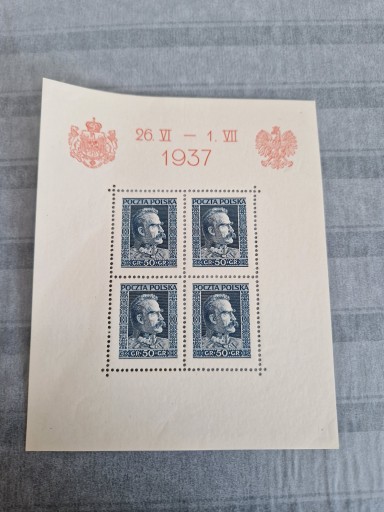 26. VI — 1. VII
1937
POCZTA POLSKA
POCZTA POLSKA
GR·50·GR
GR·50·GR
POCZTA POLSKA
POCZTA POLSKA
GR·50·GR
GR·50·GR